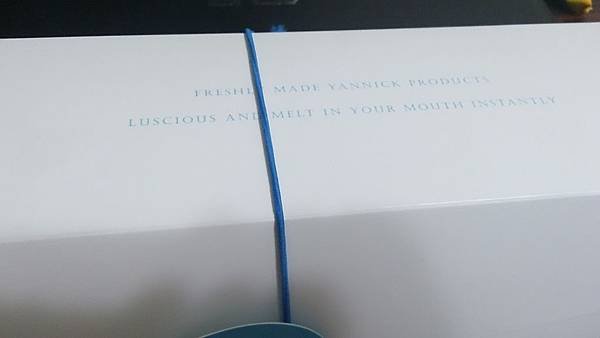 FRESHLY MADE YANNICK PRODUCTS
LUSCIOUS AND MELT IN YOUR MOUTH INSTANTLY